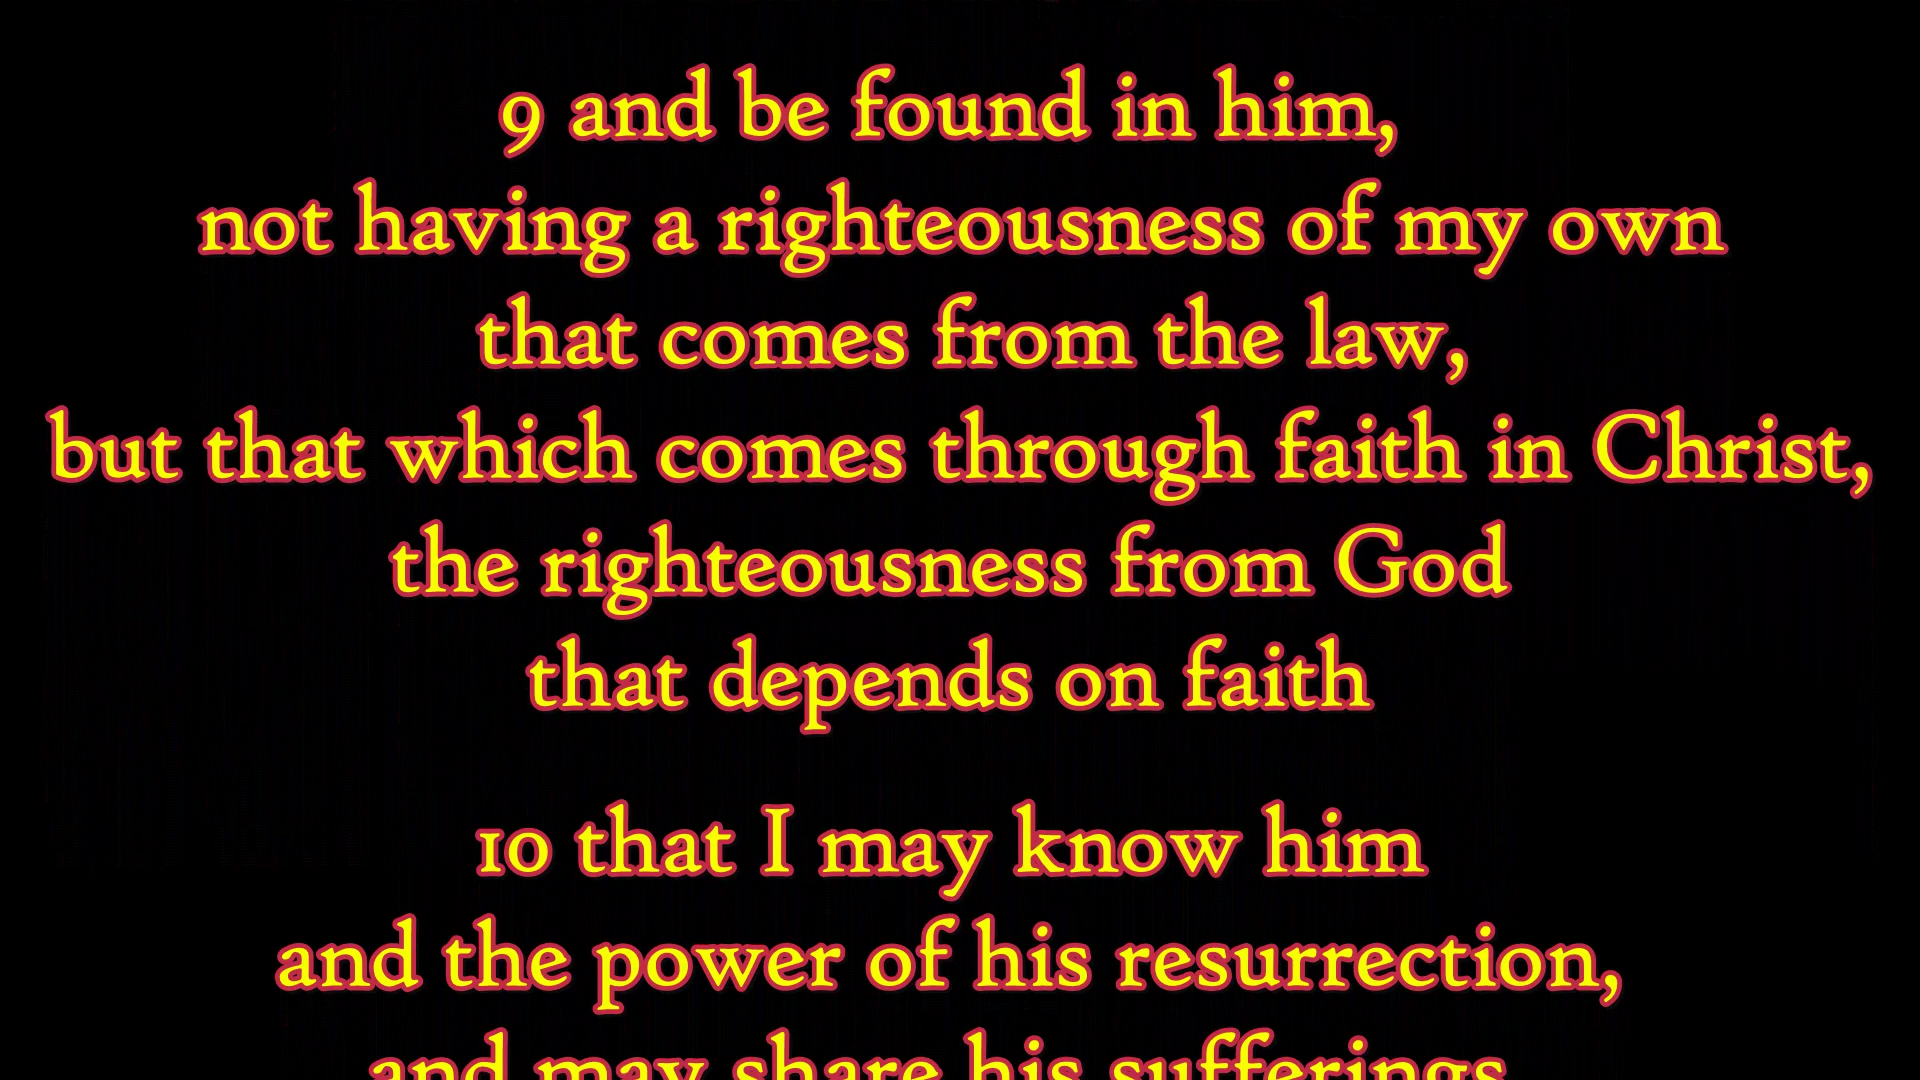 9 and be found in him,
not having a righteousness of my own
that comes from the law,
but that which comes through faith in Christ,
the righteousness from God
that depends on faith
10 that I may know him
and the power of his resurrection,
and may share his sufferings